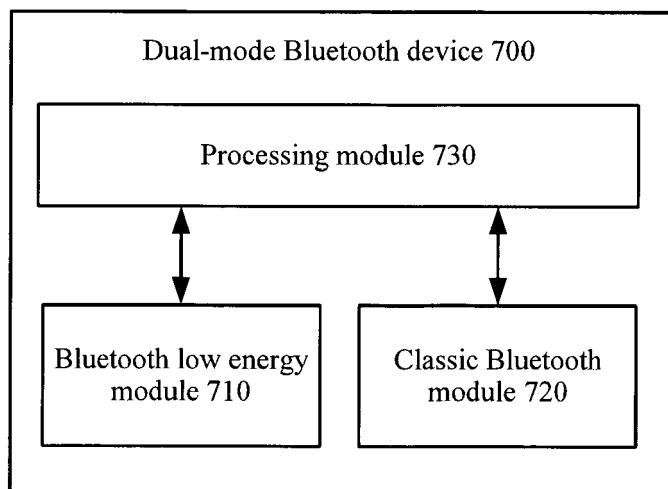 Dual-mode Bluetooth device 700
Processing module 730
Bluetooth low energy
module 710
Classic Bluetooth
module 720